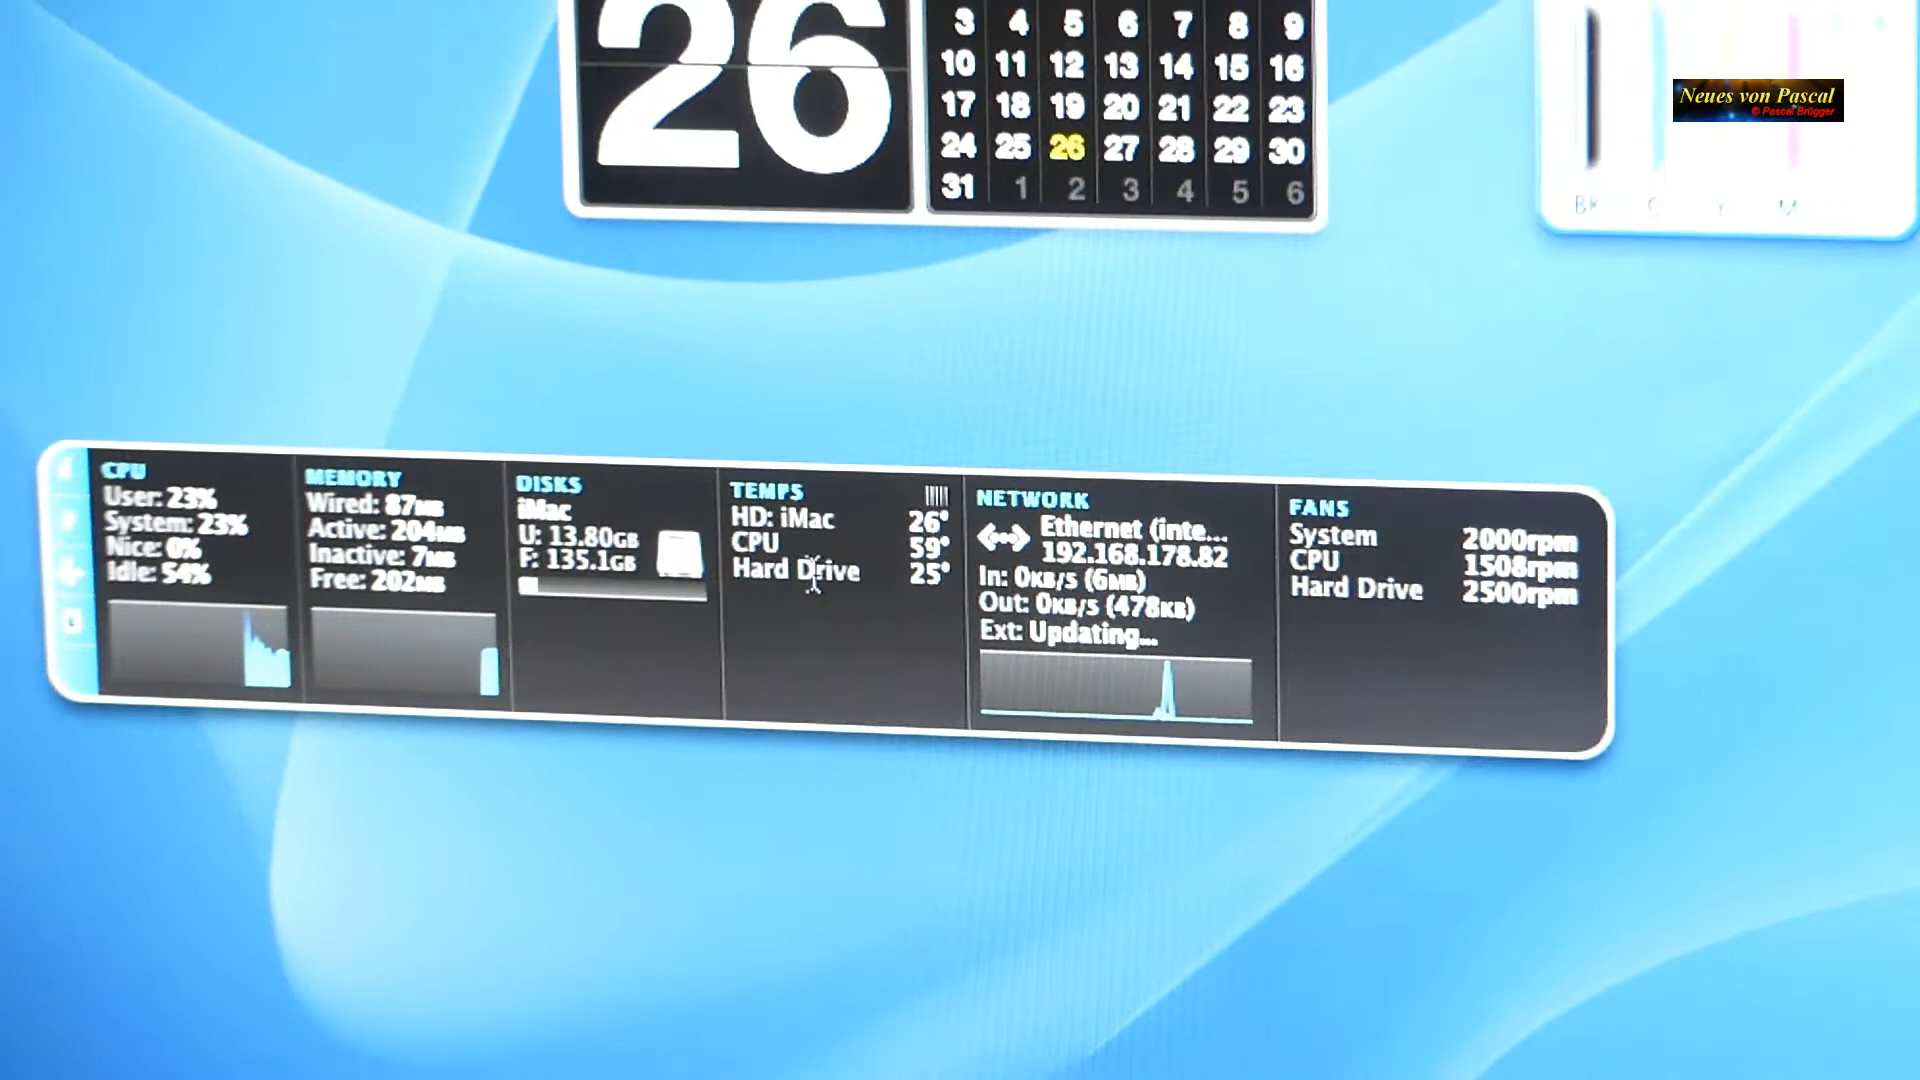 26
3 4 5 6 7 8 9
10 11 12 13 14 15 16
17 18 19 20 21 22 23
24 25 26 27 28 29 30
31 1 2 3 4 5 6
Neues von Pascal
© Pascal Brügger
BK C Y M
CPU
User: 23%
System: 23%
Nice: 0%
Idle: 54%
MEMORY
Wired: 87MB
Active: 204MB
Inactive: 7MB
Free: 202MB
DISKS
iMac
U: 13.80GB
F: 135.1GB
TEMPS
HD: iMac 26°
CPU 59°
Hard Drive 25°
NETWORK
Ethernet (inte...
192.168.178.82
In: 0KB/S (6MB)
Out: 0KB/S (478KB)
Ext: Updating...
FANS
System 2000rpm
CPU 1508rpm
Hard Drive 2500rpm